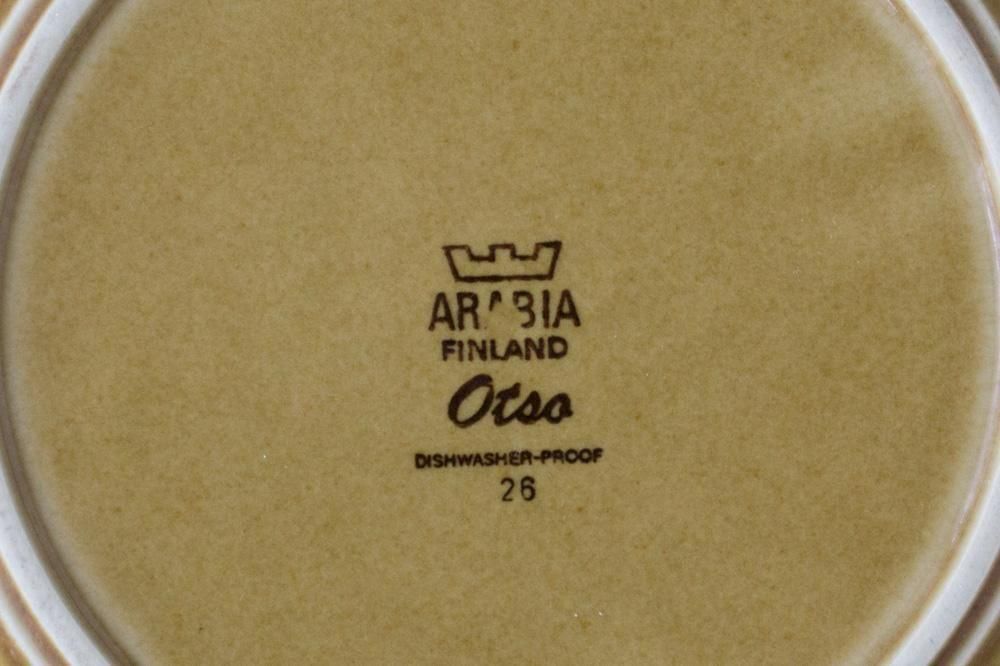 ARABIA
FINLAND
Otso
DISHWASHER-PROOF
26